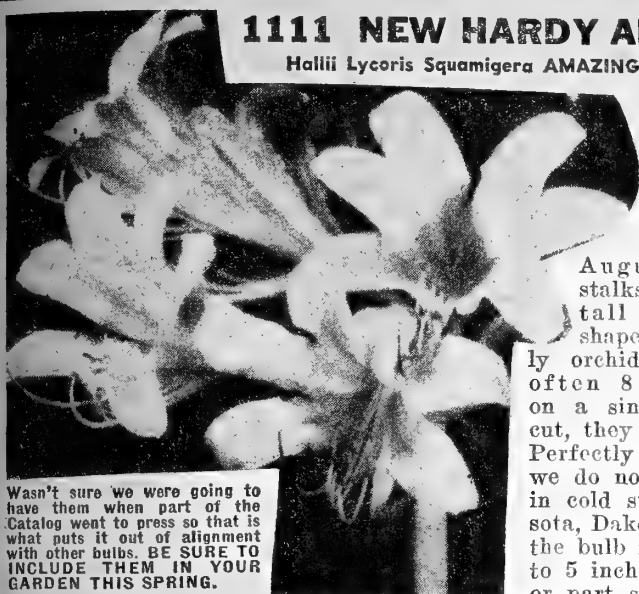 1111 NEW HARDY A
Hallii Lycoris Squamigera AMAZING
Augu
stalks
tall
shape
ly orchid
often 8
on a sin
cut, they
Perfectly
we do no
in cold s
sota, Dak
the bulb
to 5 inch
or part s
Wasn't sure we were going to
have them when part of the
Catalog went to press so that is
what puts it out of alignment
with other bulbs. BE SURE TO
INCLUDE THEM IN YOUR
GARDEN THIS SPRING.